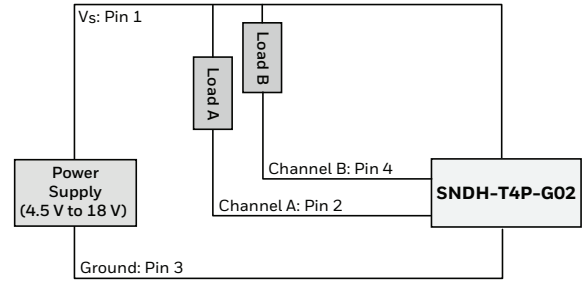 Vs: Pin 1
Load A
Load B
Channel B: Pin 4
Power
Supply
(4.5 V to 18 V)
SNDH-T4P-G02
Channel A: Pin 2
Ground: Pin 3